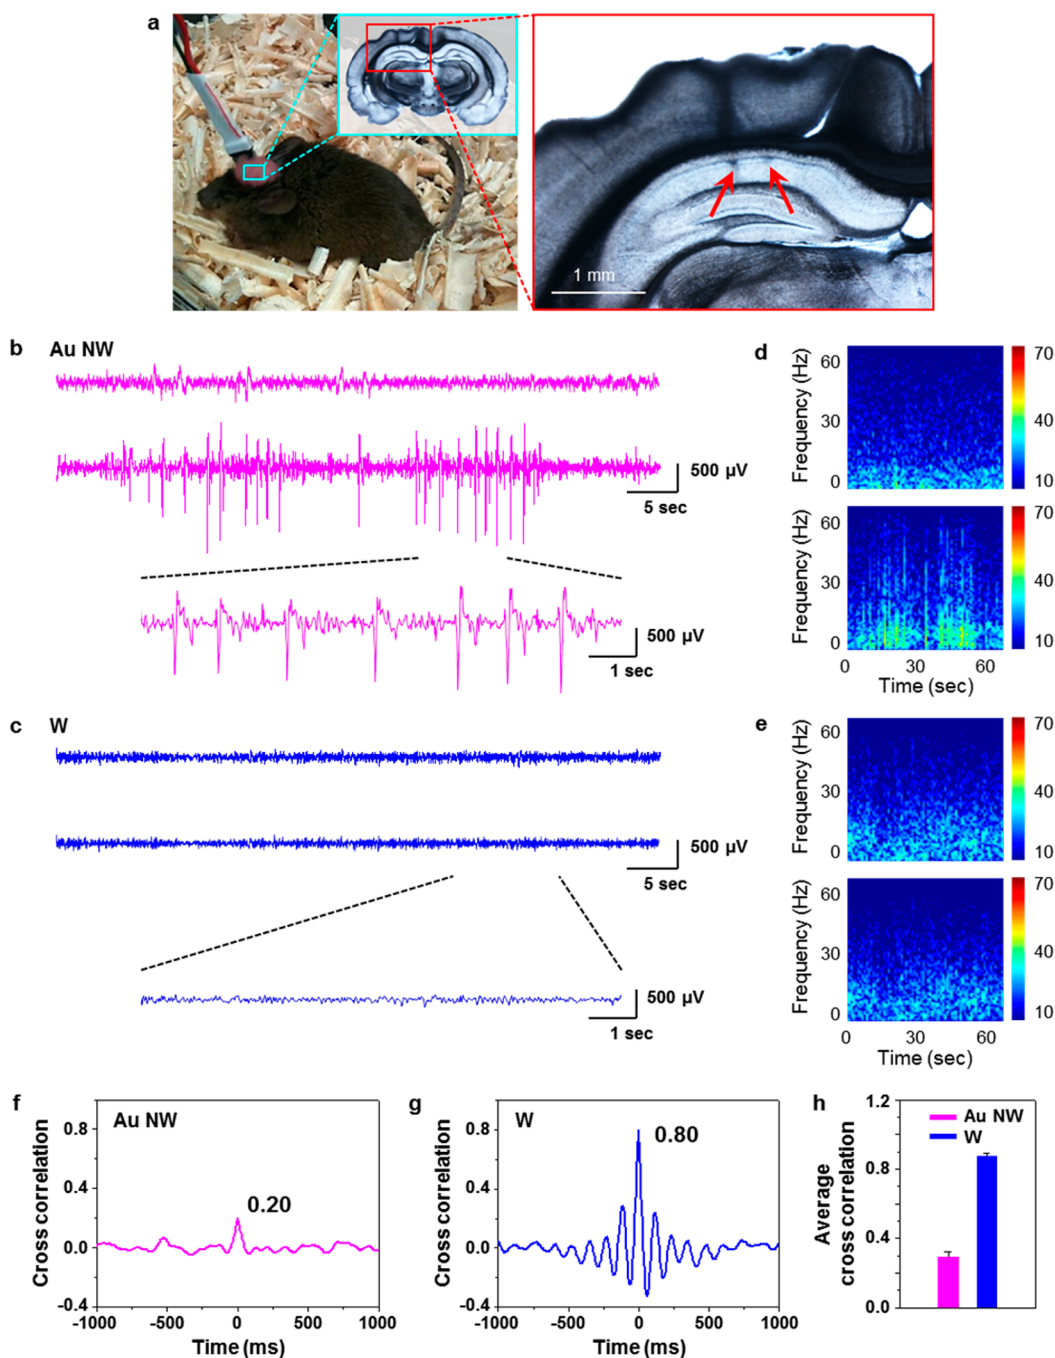 a
1 mm
b Au NW
500 µV
5 sec
500 µV
1 sec
c W
500 µV
5 sec
500 µV
1 sec
d
Frequency (Hz)
60
30
0
70
40
10
Frequency (Hz)
60
30
0
70
40
10
0 30 60
Time (sec)
e
Frequency (Hz)
60
30
0
70
40
10
Frequency (Hz)
60
30
0
70
40
10
0 30 60
Time (sec)
f
Au NW
Cross correlation
0.8
0.4
0.0
-0.4
0.20
-1000 -500 0 500 1000
Time (ms)
g
W
Cross correlation
0.8
0.4
0.0
-0.4
0.80
-1000 -500 0 500 1000
Time (ms)
h
Average
cross correlation
1.2
0.8
0.4
0.0
Au NW
W